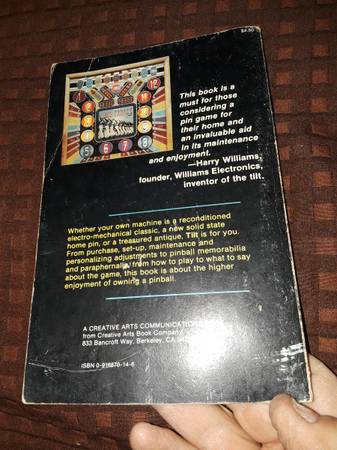 $4.50
This book is a
must for those
considering a
pin game for
their home and
an invaluable aid
in its maintenance
and enjoyment.
—Harry Williams,
founder, Williams Electronics,
inventor of the tilt.
Whether your own machine is a reconditioned
electro-mechanical classic, a new solid state
home pin, or a treasured antique, Tilt is for you.
From purchase, set-up, maintenance and
personalizing adjustments to pinball memorabilia
and paraphernalia, from how to play to what to say
about the game, this book is about the higher
enjoyment of owning a pinball.
A CREATIVE ARTS COMMUNICATIONS
from Creative Arts Book Company
833 Bancroft Way, Berkeley, CA
ISBN 0-916870-14-6